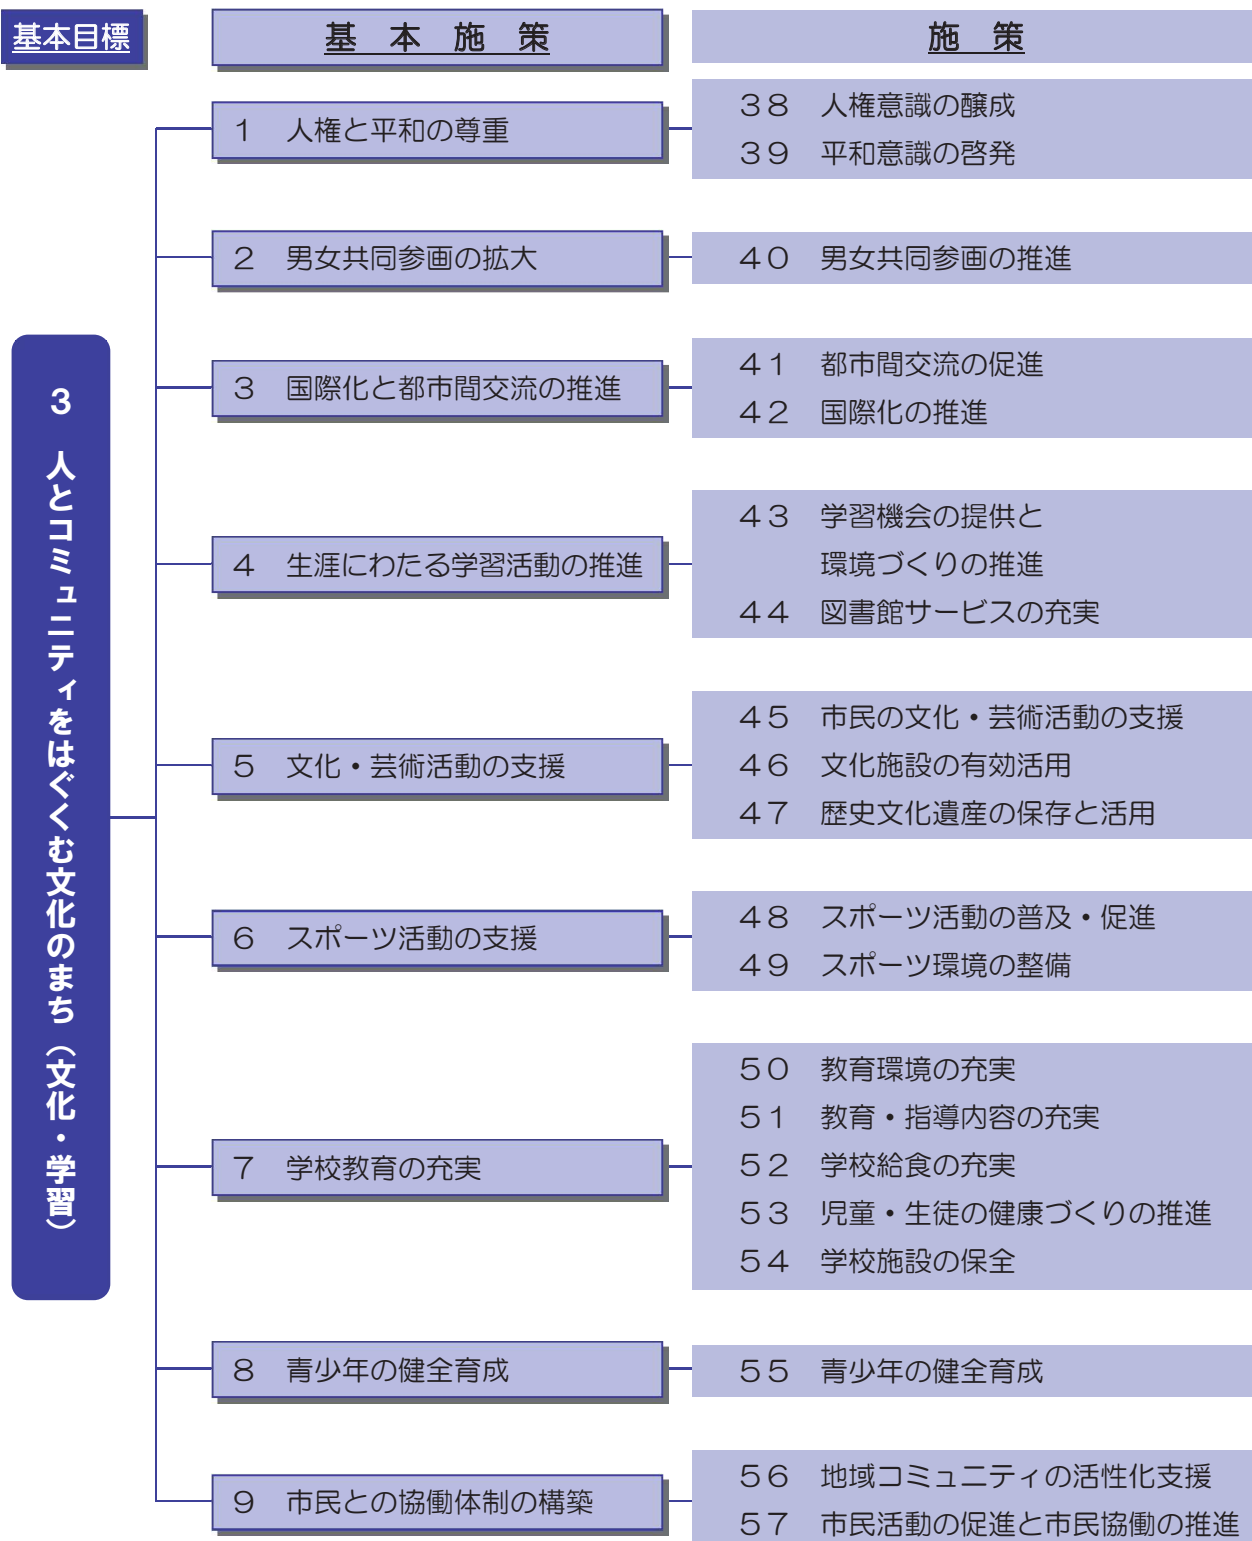 基本目標
基本施策
施策
3 人とコミュニティをはぐくむ文化のまち（文化・学習）
1 人権と平和の尊重
38 人権意識の醸成
39 平和意識の啓発
2 男女共同参画の拡大
40 男女共同参画の推進
3 国際化と都市間交流の推進
41 都市間交流の促進
42 国際化の推進
4 生涯にわたる学習活動の推進
43 学習機会の提供と
環境づくりの推進
44 図書館サービスの充実
5 文化・芸術活動の支援
45 市民の文化・芸術活動の支援
46 文化施設の有効活用
47 歴史文化遺産の保存と活用
6 スポーツ活動の支援
48 スポーツ活動の普及・促進
49 スポーツ環境の整備
7 学校教育の充実
50 教育環境の充実
51 教育・指導内容の充実
52 学校給食の充実
53 児童・生徒の健康づくりの推進
54 学校施設の保全
8 青少年の健全育成
55 青少年の健全育成
9 市民との協働体制の構築
56 地域コミュニティの活性化支援
57 市民活動の促進と市民協働の推進